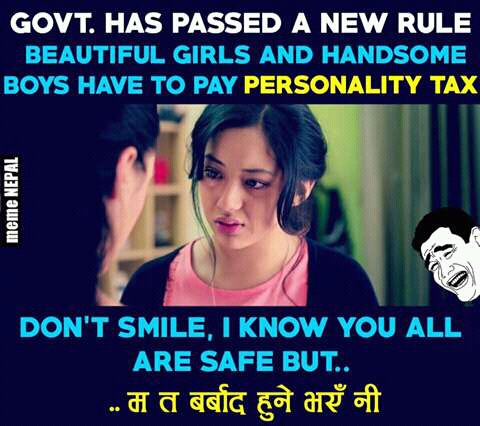 GOVT. HAS PASSED A NEW RULE
BEAUTIFUL GIRLS AND HANDSOME
BOYS HAVE TO PAY PERSONALITY TAX
meme NEPAL
DON'T SMILE, I KNOW YOU ALL
ARE SAFE BUT..
.. म त बर्बाद हुने भएँ नी